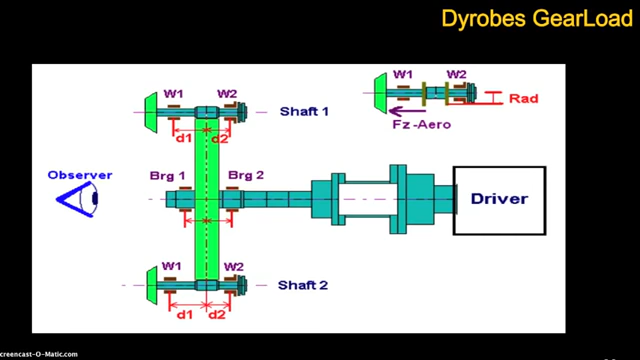 Dyrobes GearLoad
W1 W2
Shaft 1
d1 d2
W1 W2
Rad
Fz-Aero
Observer
Brg 1 Brg 2
Driver
W1 W2
Shaft 2
d1 d2
creencast-O-Matic.com